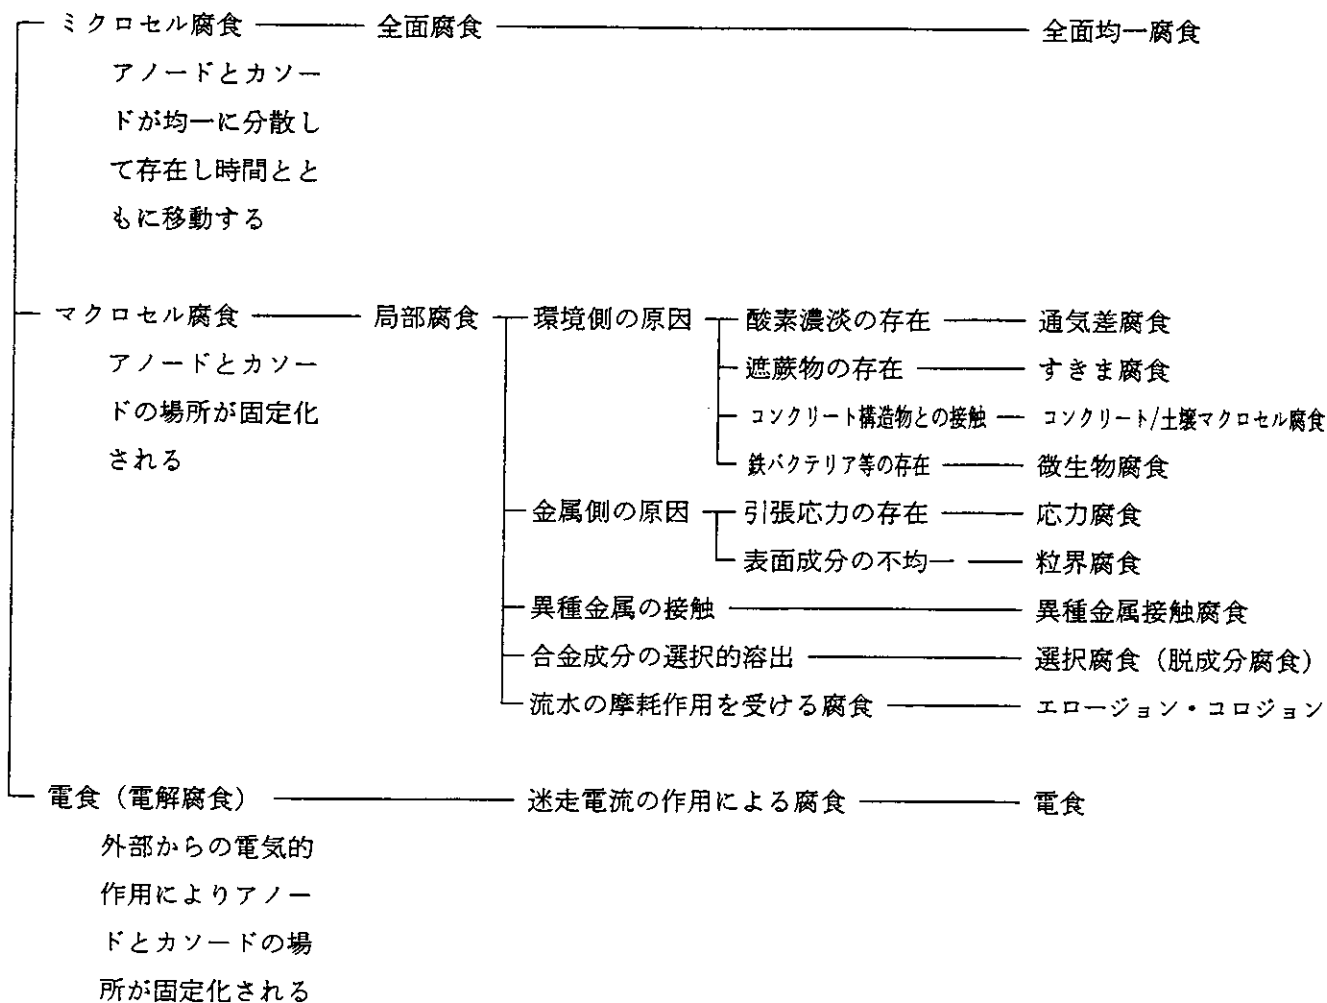 ミクロセル腐食 全面腐食 全面均一腐食
アノードとカソー
ドが均一に分散し
て存在し時間とと
もに移動する
マクロセル腐食 局部腐食 環境側の原因 酸素濃淡の存在 通気差腐食
アノードとカソー 遮蔽物の存在 すきま腐食
ドの場所が固定化 コンクリート構造物との接触 コンクリート/土壌マクロセル腐食
される 鉄バクテリア等の存在 微生物腐食
金属側の原因 引張応力の存在 応力腐食
表面成分の不均一 粒界腐食
異種金属の接触 異種金属接触腐食
合金成分の選択的溶出 選択腐食（脱成分腐食）
流水の摩耗作用を受ける腐食 エロージョン・コロジョン
電食（電解腐食） 迷走電流の作用による腐食 電食
外部からの電気的
作用によりアノー
ドとカソードの場
所が固定化される